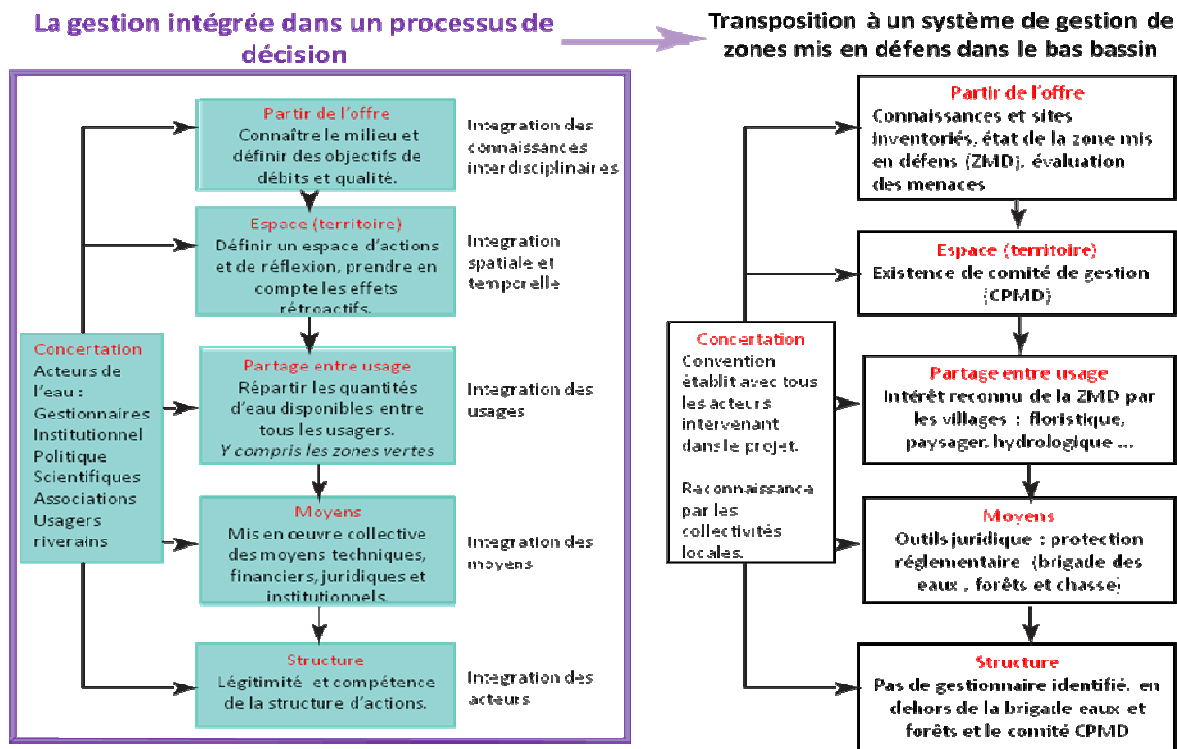 La gestion intégrée dans un processus de
décision
Partir de l'offre
Connaître le milieu et
définir des objectifs de
débits et qualité.
Integration des
connaissances
interdisciplinaires
Espace (territoire)
Définir un espace d'actions
et de réflexion, prendre en
compte les effets
rétroactifs.
Integration
spatiale et
temporelle
Concertation
Acteurs de
l'eau :
Gestionnaires
Institutionnel
Politique
Scientifiques
Associations
Usagers
riverains
Partage entre usage
Répartir les quantités
d'eau disponibles entre
tous les usagers.
Y compris les zones vertes
Integration des
usages
Moyens
Mis en œuvre collective
des moyens techniques,
financiers, juridiques et
institutionnels.
Integration des
moyens
Structure
Légitimité et compétence
de la structure d'actions.
Integration des
acteurs
Transposition à un système de gestion de
zones mis en défens dans le bas bassin
Partir de l'offre
Connaissances et sites
inventoriés, état de la zone mis
en défens (ZMD), évaluation
des menaces
Espace (territoire)
Existence de comité de gestion
(CPMD)
Concertation
Convention
établit avec tous
les acteurs
intervenant
dans le projet.
Reconnaissance
par les
collectivités
locales.
Partage entre usage
Intérêt reconnu de la ZMD par
les villages : floristique,
paysager, hydrologique ...
Moyens
Outils juridique : protection
réglementaire (brigade des
eaux , forêts et chasse)
Structure
Pas de gestionnaire identifié, en
dehors de la brigade eaux et
forêts et le comité CPMD